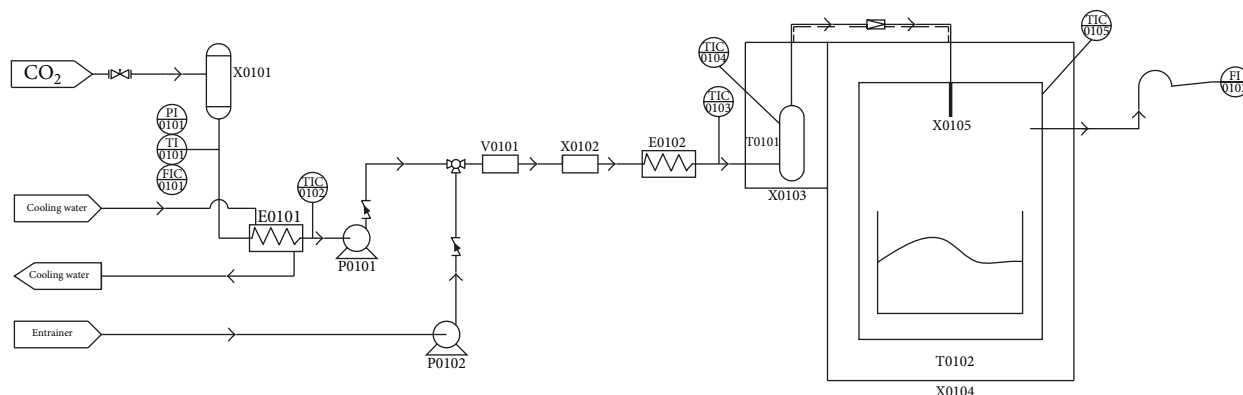 CO2
X0101
PI
0101
TI
0101
FIC
0101
Cooling water
E0101
TIC
0102
P0101
Cooling water
Entrainer
P0102
V0101
X0102
E0102
TIC
0103
TIC
0104
T0101
X0103
X0105
TIC
0105
FI
T0102
X0104